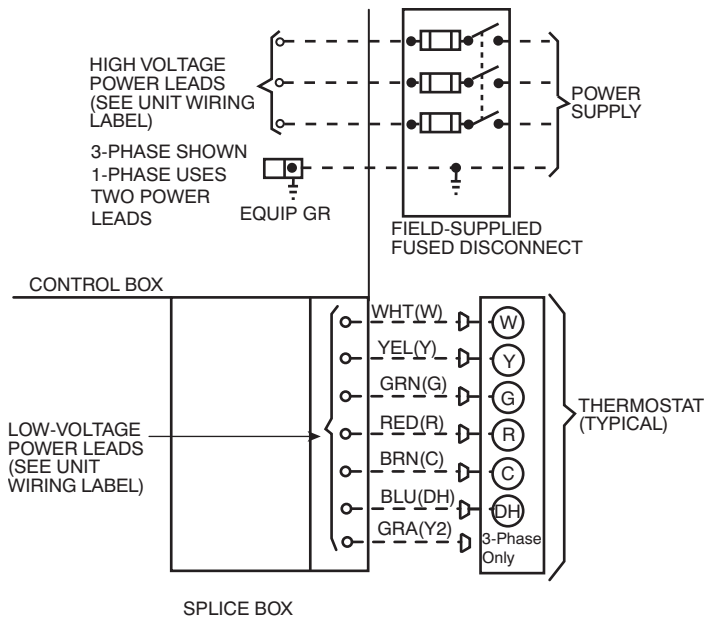 HIGH VOLTAGE
POWER LEADS
(SEE UNIT WIRING
LABEL)
POWER
SUPPLY
3-PHASE SHOWN
1-PHASE USES
TWO POWER
LEADS
EQUIP GR
FIELD-SUPPLIED
FUSED DISCONNECT
CONTROL BOX
WHT(W)
W
YEL(Y)
Y
GRN(G)
G
RED(R)
R
BRN(C)
C
BLU(DH)
DH
GRA(Y2)
3-Phase
Only
THERMOSTAT
(TYPICAL)
LOW-VOLTAGE
POWER LEADS
(SEE UNIT
WIRING LABEL)
SPLICE BOX